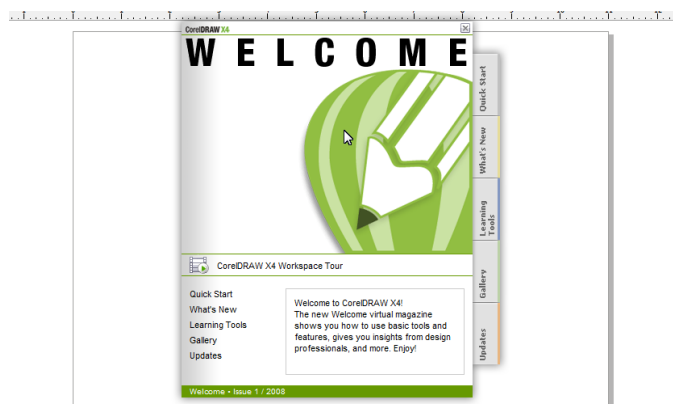 CorelDRAW X4
WELCOME
Quick Start
What's New
Learning
Tools
Gallery
Updates
CorelDRAW X4 Workspace Tour
Quick Start
What's New
Learning Tools
Gallery
Updates
Welcome to CorelDRAW X4!
The new Welcome virtual magazine
shows you how to use basic tools and
features, gives you insights from design
professionals, and more. Enjoy!
Welcome • Issue 1 / 2008